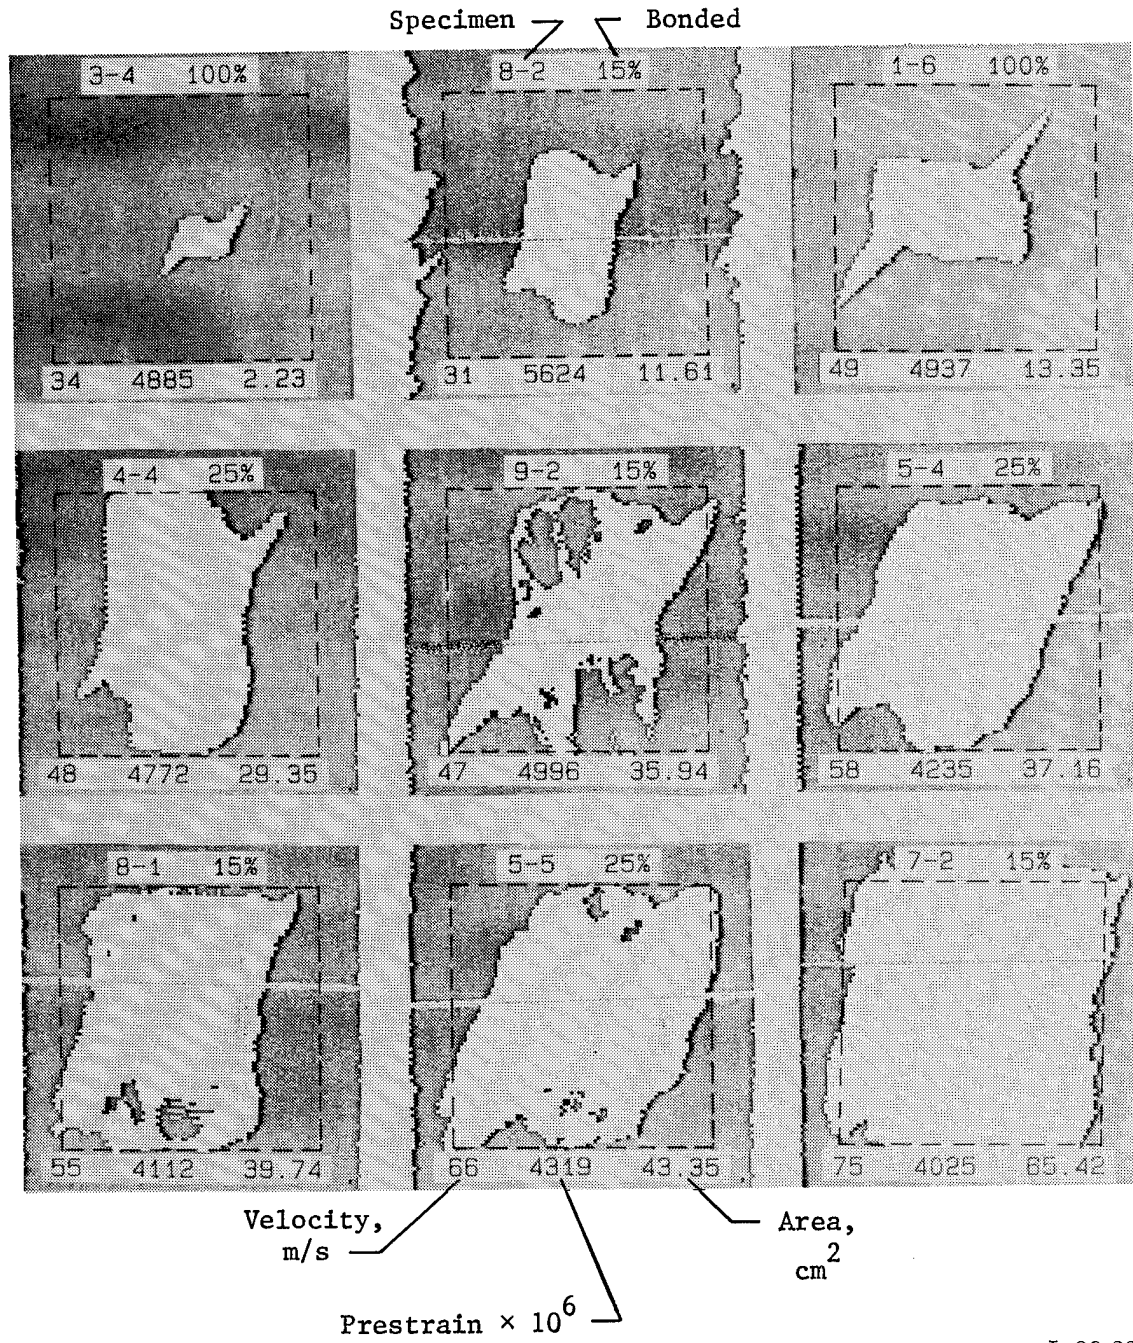 Specimen Bonded
3-4 100%
8-2 15%
1-6 100%
34 4885 2.23
31 5624 11.61
49 4937 13.35
4-4 25%
9-2 15%
5-4 25%
48 4772 29.35
47 4996 35.94
58 4235 37.16
8-1 15%
5-5 25%
7-2 15%
55 4112 39.74
66 4319 43.35
75 4025 65.42
Velocity,
m/s
Area,
cm²
Prestrain × 10⁶